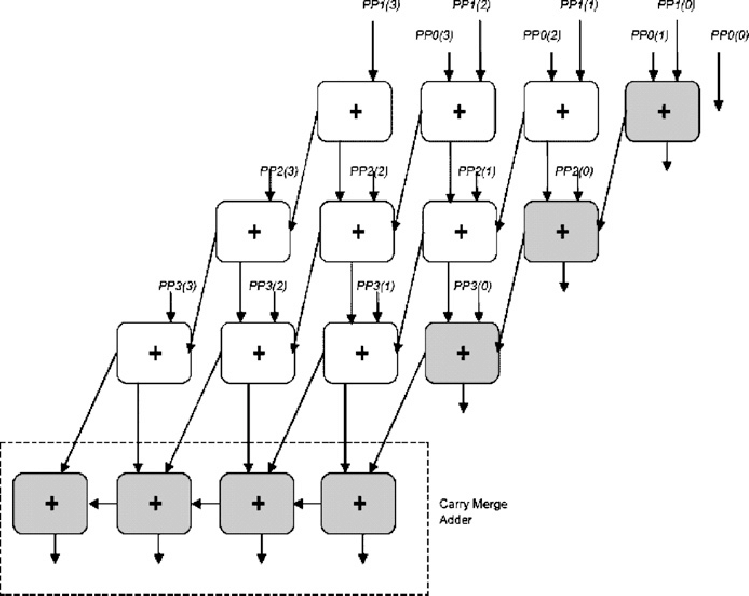 PP1(3) PP1(2) PP1(1) PP1(0)
PP0(3) PP0(2) PP0(1) PP0(0)
+ + + +
PP2(3) PP2(2) PP2(1) PP2(0)
+ + + +
PP3(3) PP3(2) PP3(1) PP3(0)
+ + + +
+ + + +
Carry Merge
Adder